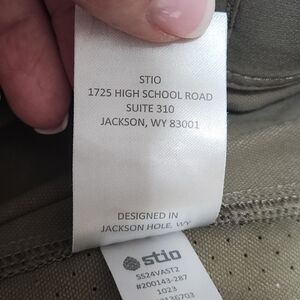 STIO
1725 HIGH SCHOOL ROAD
SUITE 310
JACKSON, WY 83001
DESIGNED IN
JACKSON HOLE, WY
stio
SS24VAST2
#200143-287
1023